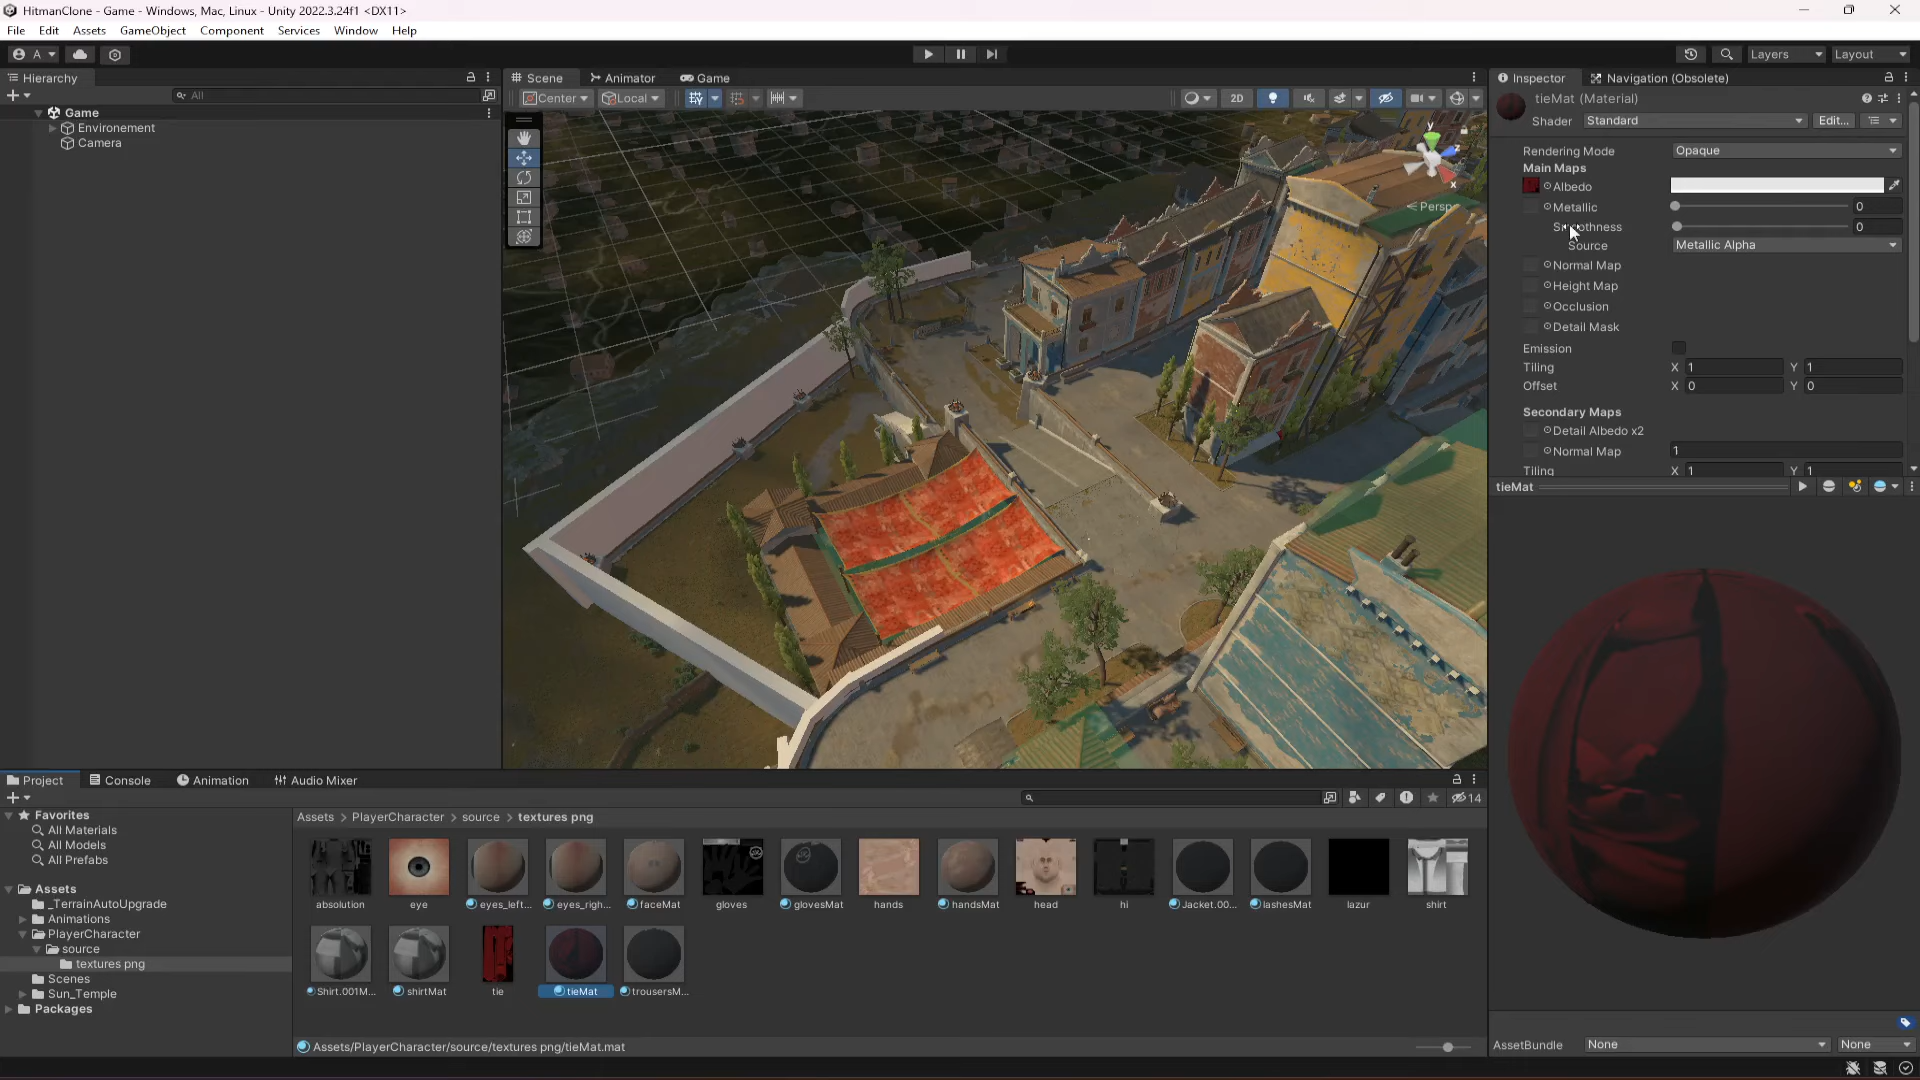 HitmanClone - Game - Windows, Mac, Linux - Unity 2022.3.24f1 <DX11>
File Edit Assets GameObject Component Services Window Help
A Layers Layout
Hierarchy
All
Game
Environement
Camera
Scene Animator Game
Center Local 2D
y
z
x
Persp
Inspector Navigation (Obsolete)
tieMat (Material)
Shader Standard Edit...
Rendering Mode Opaque
Main Maps
Albedo
Metallic 0
Smoothness 0
Source Metallic Alpha
Normal Map
Height Map
Occlusion
Detail Mask
Emission
Tiling X 1 Y 1
Offset X 0 Y 0
Secondary Maps
Detail Albedo x2
Normal Map 1
Tiling X 1 Y 1
tieMat
Project Console Animation Audio Mixer
14
Favorites
All Materials
All Models
All Prefabs
Assets
_TerrainAutoUpgrade
Animations
PlayerCharacter
source
textures png
Scenes
Sun_Temple
Packages
Assets > PlayerCharacter > source > textures png
absolution eye eyes_left... eyes_righ... faceMat gloves glovesMat hands handsMat head hi Jacket.00... lashesMat lazur shirt
Shirt.001M... shirtMat tie tieMat trousersM...
Assets/PlayerCharacter/source/textures png/tieMat.mat
AssetBundle None None